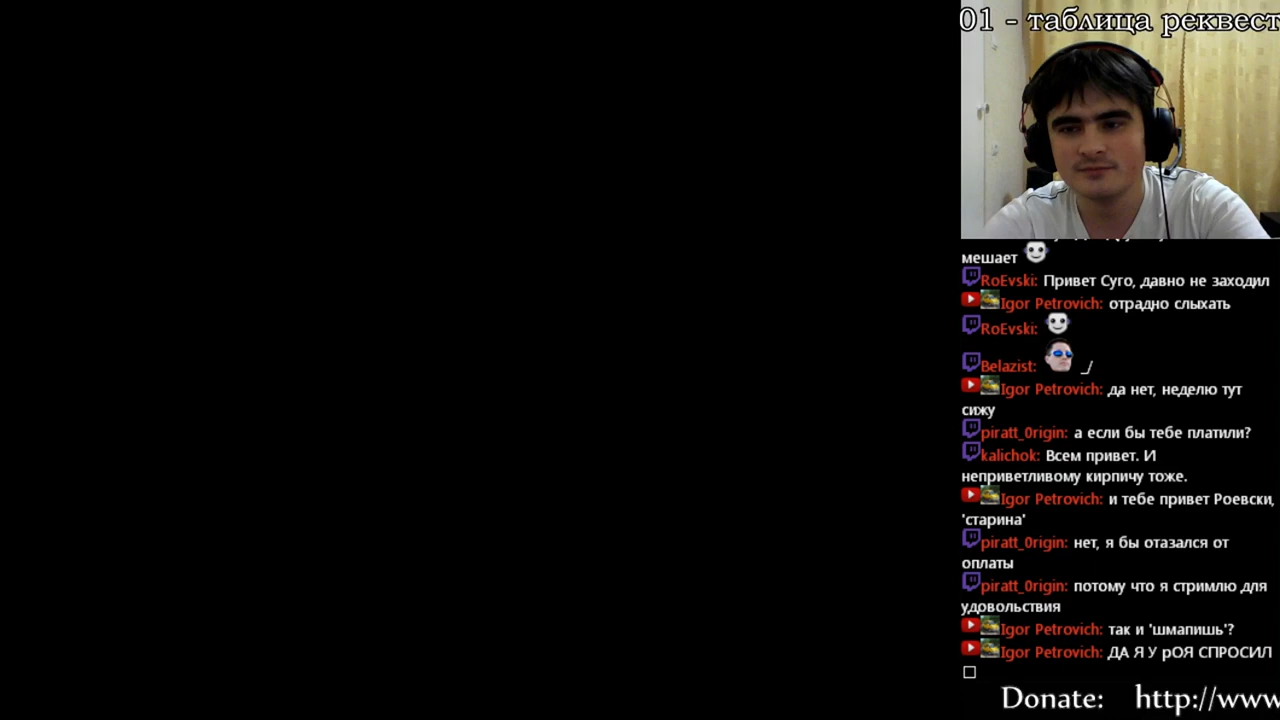 01 - таблица реквест
мешает
RoEvski: Привет Суго, давно не заходил
Igor Petrovich: отрадно слыхать
RoEvski:
Belazist: _/
Igor Petrovich: да нет, неделю тут
сижу
piratt_0rigin: а если бы тебе платили?
kalichok: Всем привет. И
неприветливому кирпичу тоже.
Igor Petrovich: и тебе привет Роевски,
'старина'
piratt_0rigin: нет, я бы отазался от
оплаты
piratt_0rigin: потому что я стримлю для
удовольствия
Igor Petrovich: так и 'шмапишь'?
Igor Petrovich: ДА Я У рОЯ СПРОСИЛ
Donate: http://www